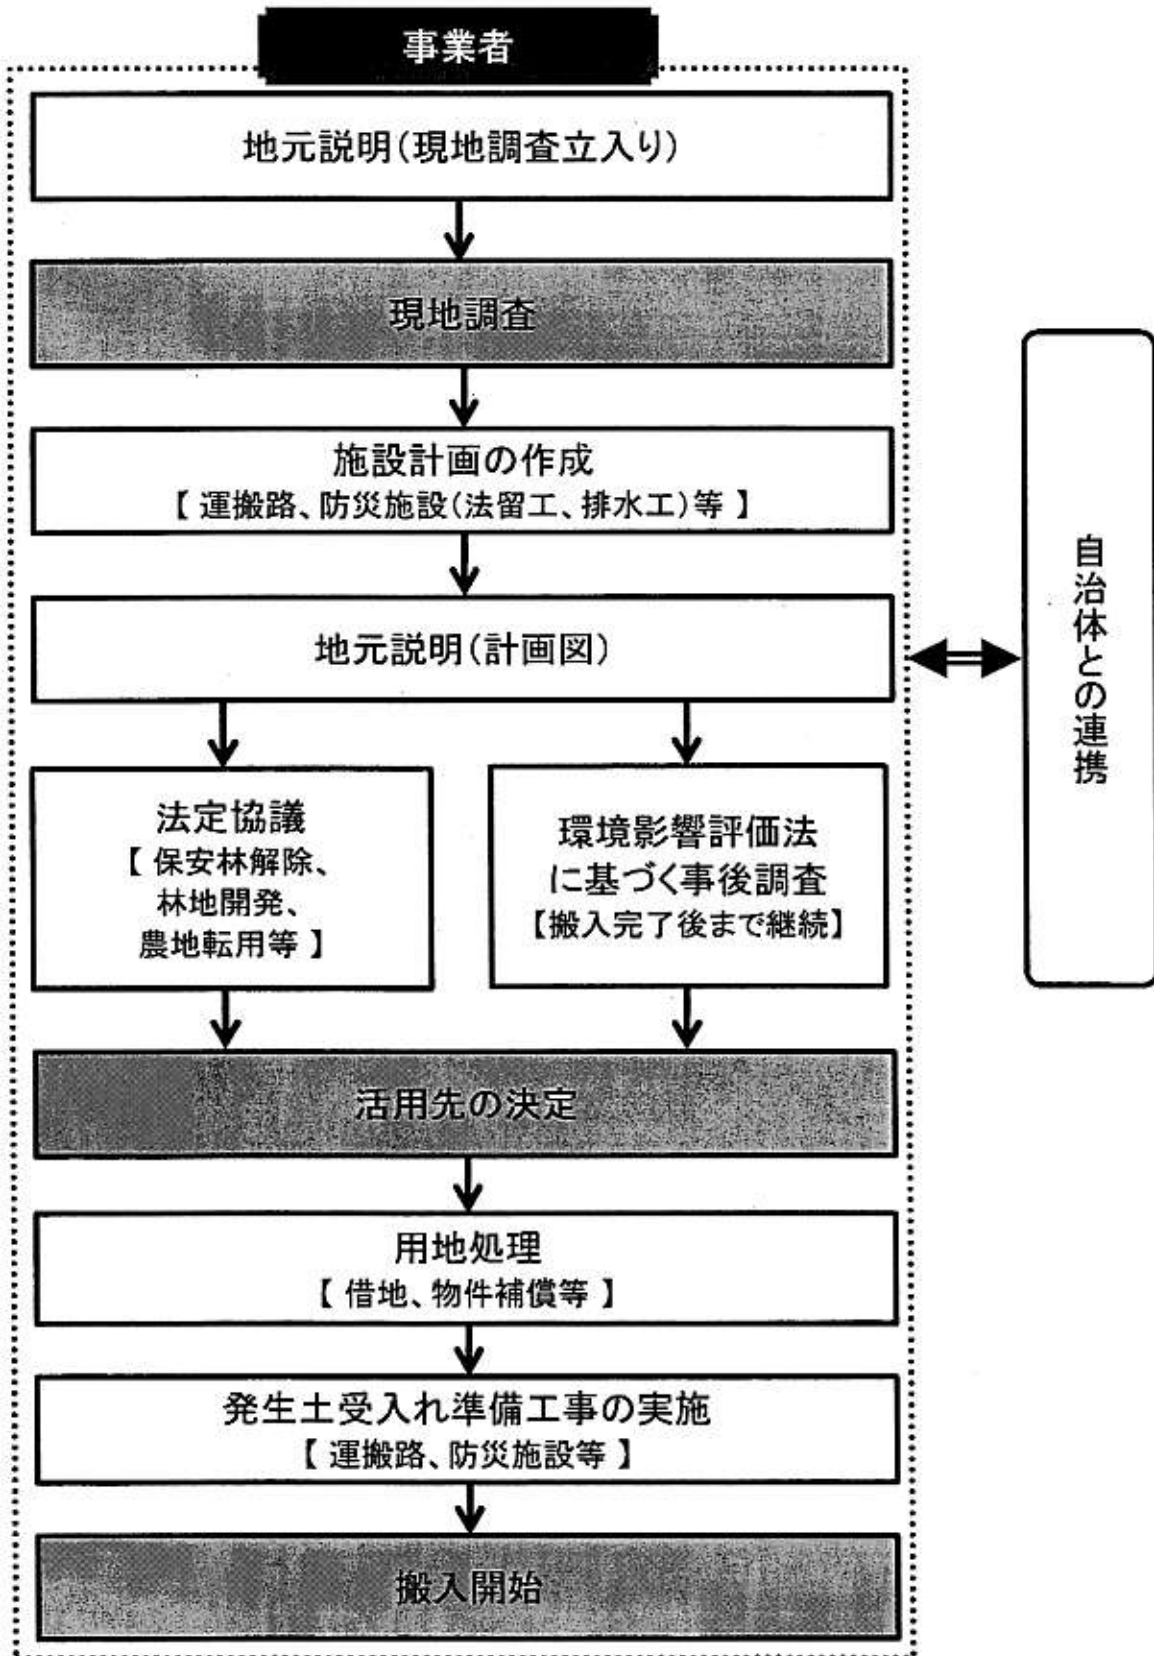 事業者
地元説明(現地調査立入り)
現地調査
施設計画の作成
【 運搬路、防災施設(法留工、排水工)等 】
地元説明(計画図)
法定協議
【 保安林解除、
林地開発、
農地転用等 】
環境影響評価法
に基づく事後調査
【搬入完了後まで継続】
活用先の決定
用地処理
【 借地、物件補償等 】
発生土受入れ準備工事の実施
【 運搬路、防災施設等 】
搬入開始
自治体との連携